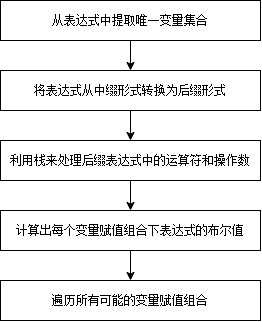 从表达式中提取唯一变量集合
将表达式从中缀形式转换为后缀形式
利用栈来处理后缀表达式中的运算符和操作数
计算出每个变量赋值组合下表达式的布尔值
遍历所有可能的变量赋值组合